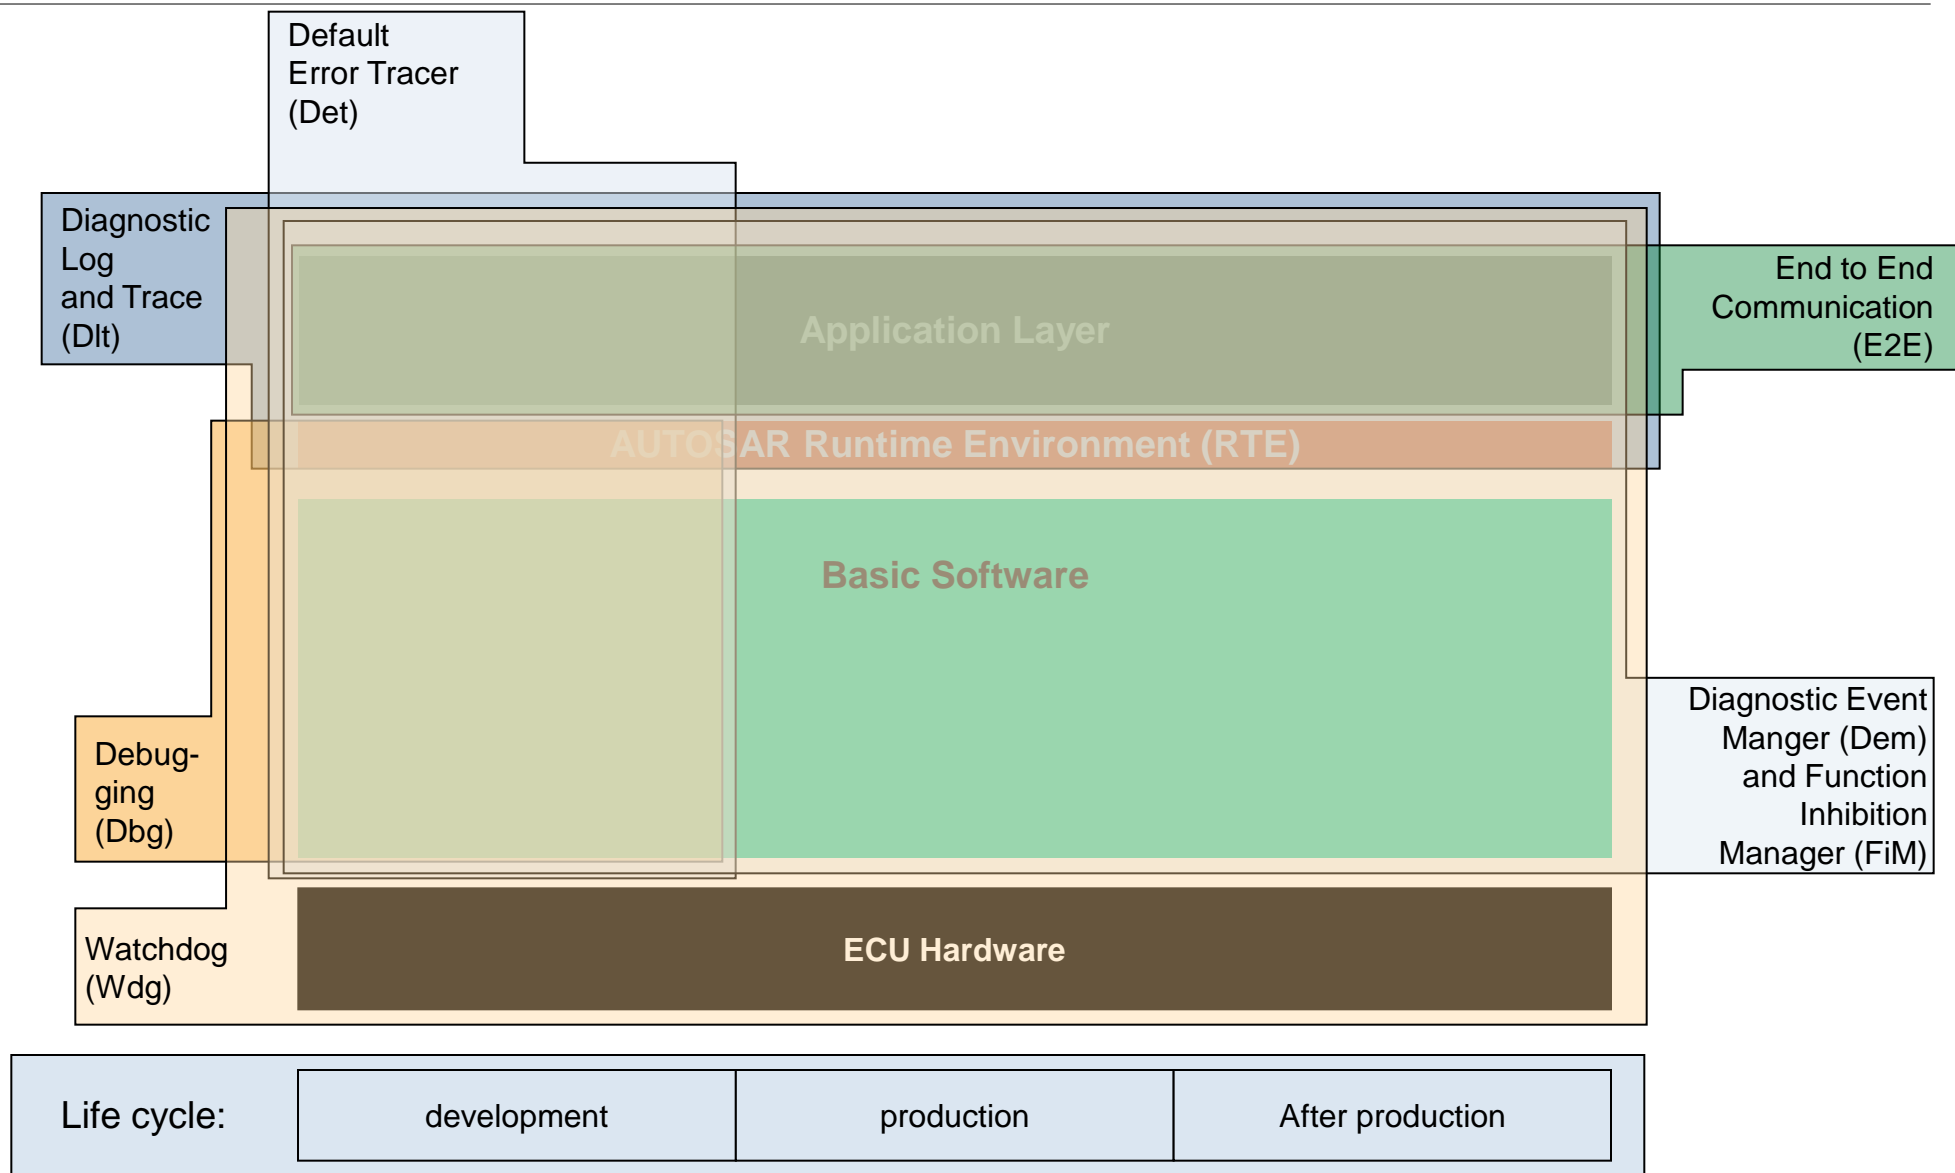 Default
Error Tracer
(Det)
Diagnostic
Log
and Trace
(Dlt)
End to End
Communication
(E2E)
Application Layer
AUTOSAR Runtime Environment (RTE)
Basic Software
Diagnostic Event
Manger (Dem)
and Function
Inhibition
Manager (FiM)
Debug-
ging
(Dbg)
Watchdog
(Wdg)
ECU Hardware
Life cycle:
development
production
After production